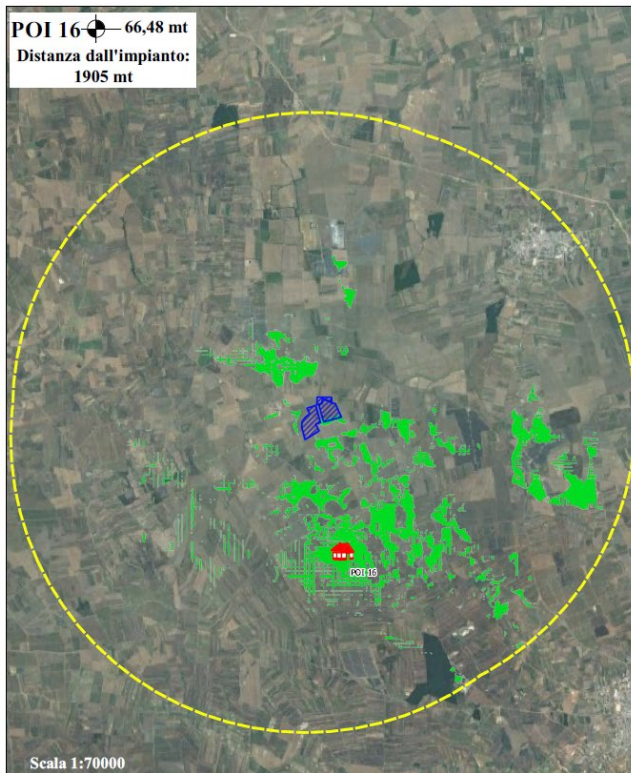 POI 16 66,48 mt
Distanza dall'impianto:
1905 mt
POI 16
Scala 1:70000